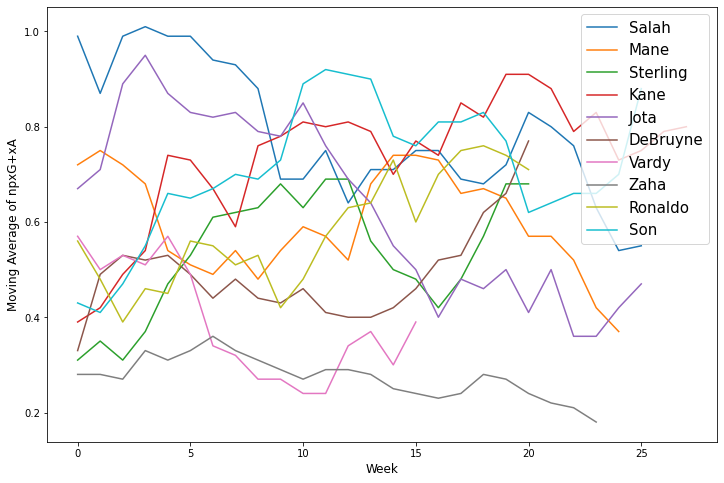 1.0
0.8
0.6
0.4
0.2
Moving Average of npxG+xA
0
5
10
15
20
25
Week
Salah
Mane
Sterling
Kane
Jota
DeBruyne
Vardy
Zaha
Ronaldo
Son